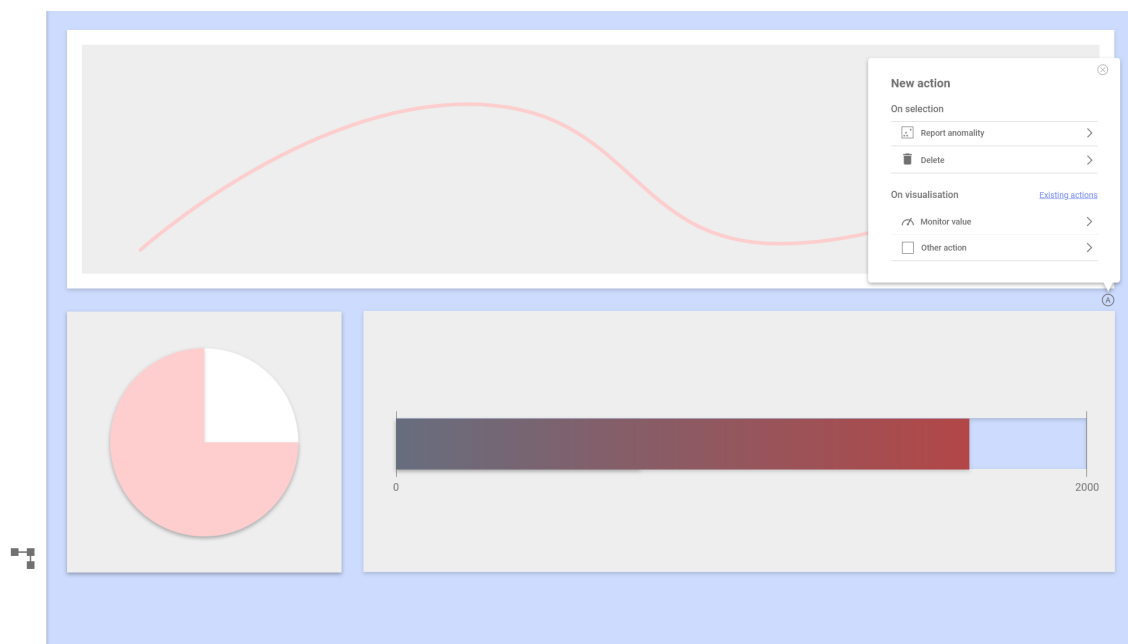 New action
On selection
Report anomality
Delete
On visualisation Existing actions
Monitor value
Other action
A
0 2000